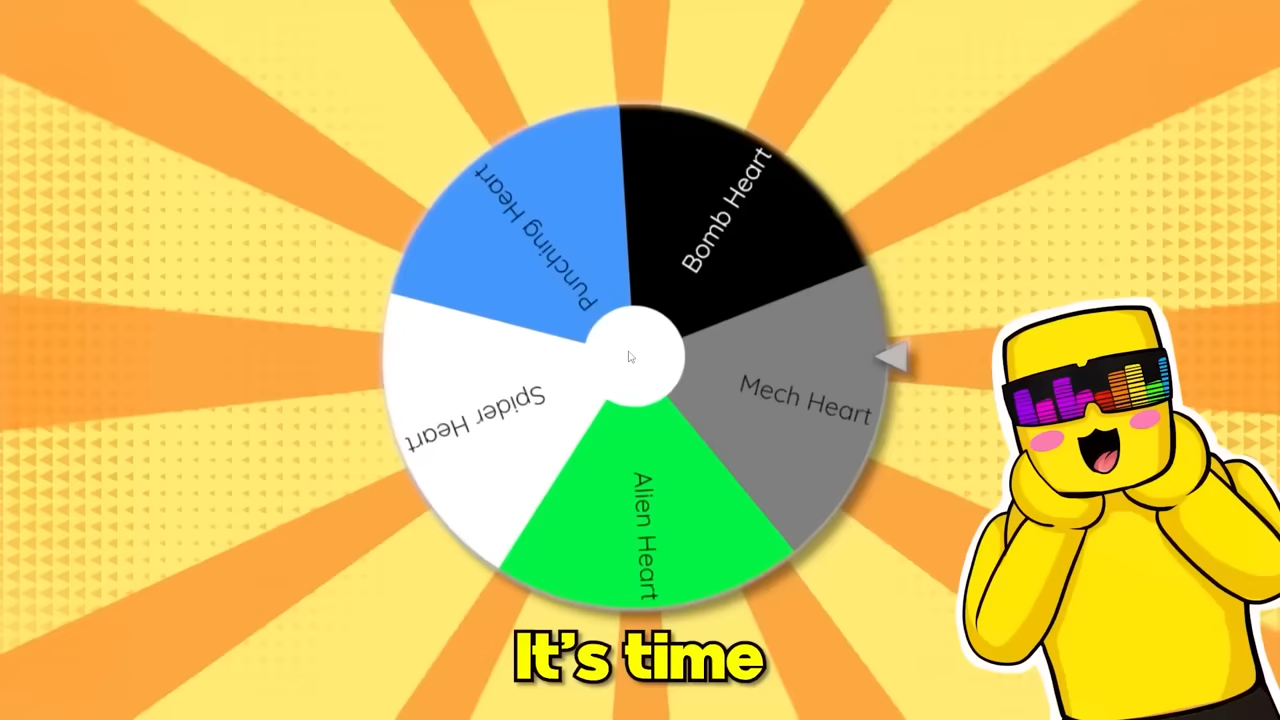 Punching Heart
Bomb Heart
Mech Heart
Spider Heart
Alien Heart
It's time